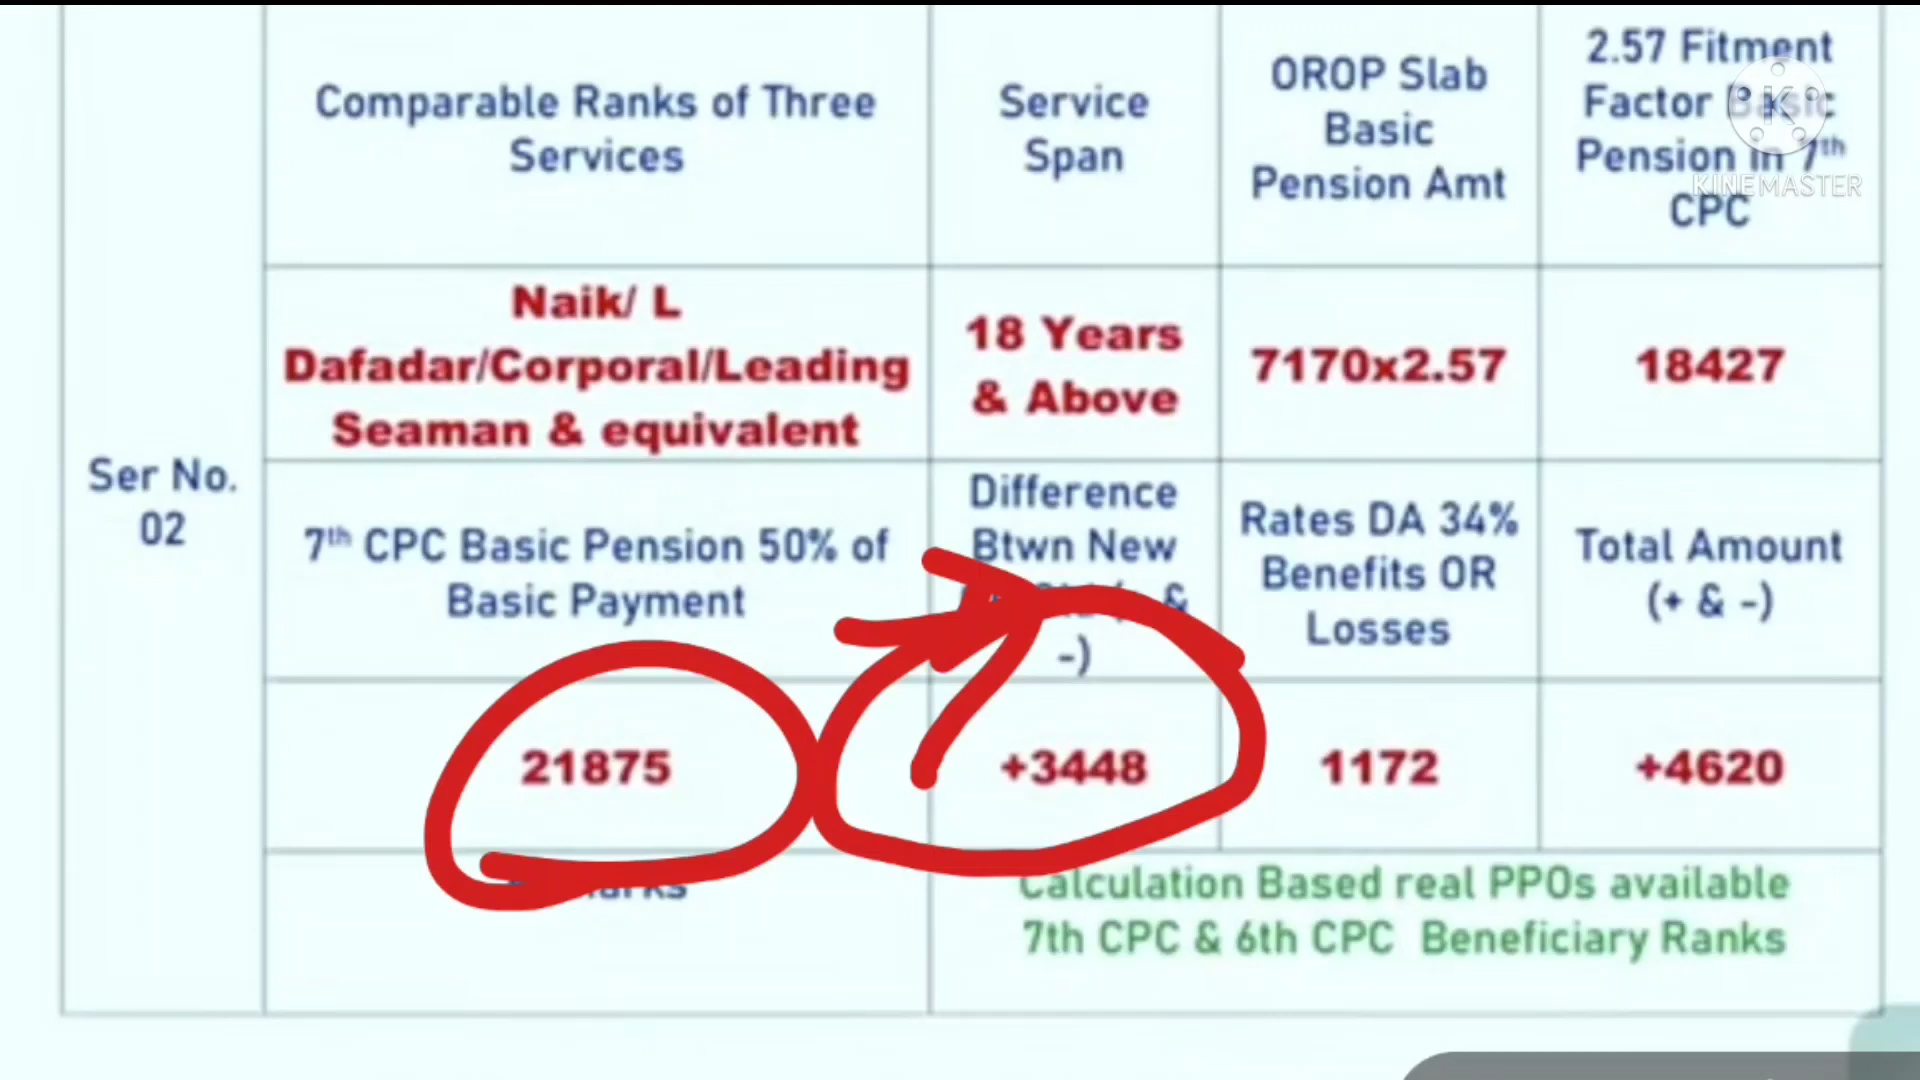 Comparable Ranks of Three
Services
Service
Span
OROP Slab
Basic
Pension Amt
2.57 Fitment
Factor Basic
Pension in 7th
CPC
KINEMASTER
Naik/ L
Dafadar/Corporal/Leading
Seaman & equivalent
18 Years
& Above
7170x2.57
18427
Ser No.
02
7th CPC Basic Pension 50% of
Basic Payment
Difference
Btwn New
&
-)
Rates DA 34%
Benefits OR
Losses
Total Amount
(+ & -)
21875
+3448
1172
+4620
Calculation Based real PPOs available
7th CPC & 6th CPC Beneficiary Ranks